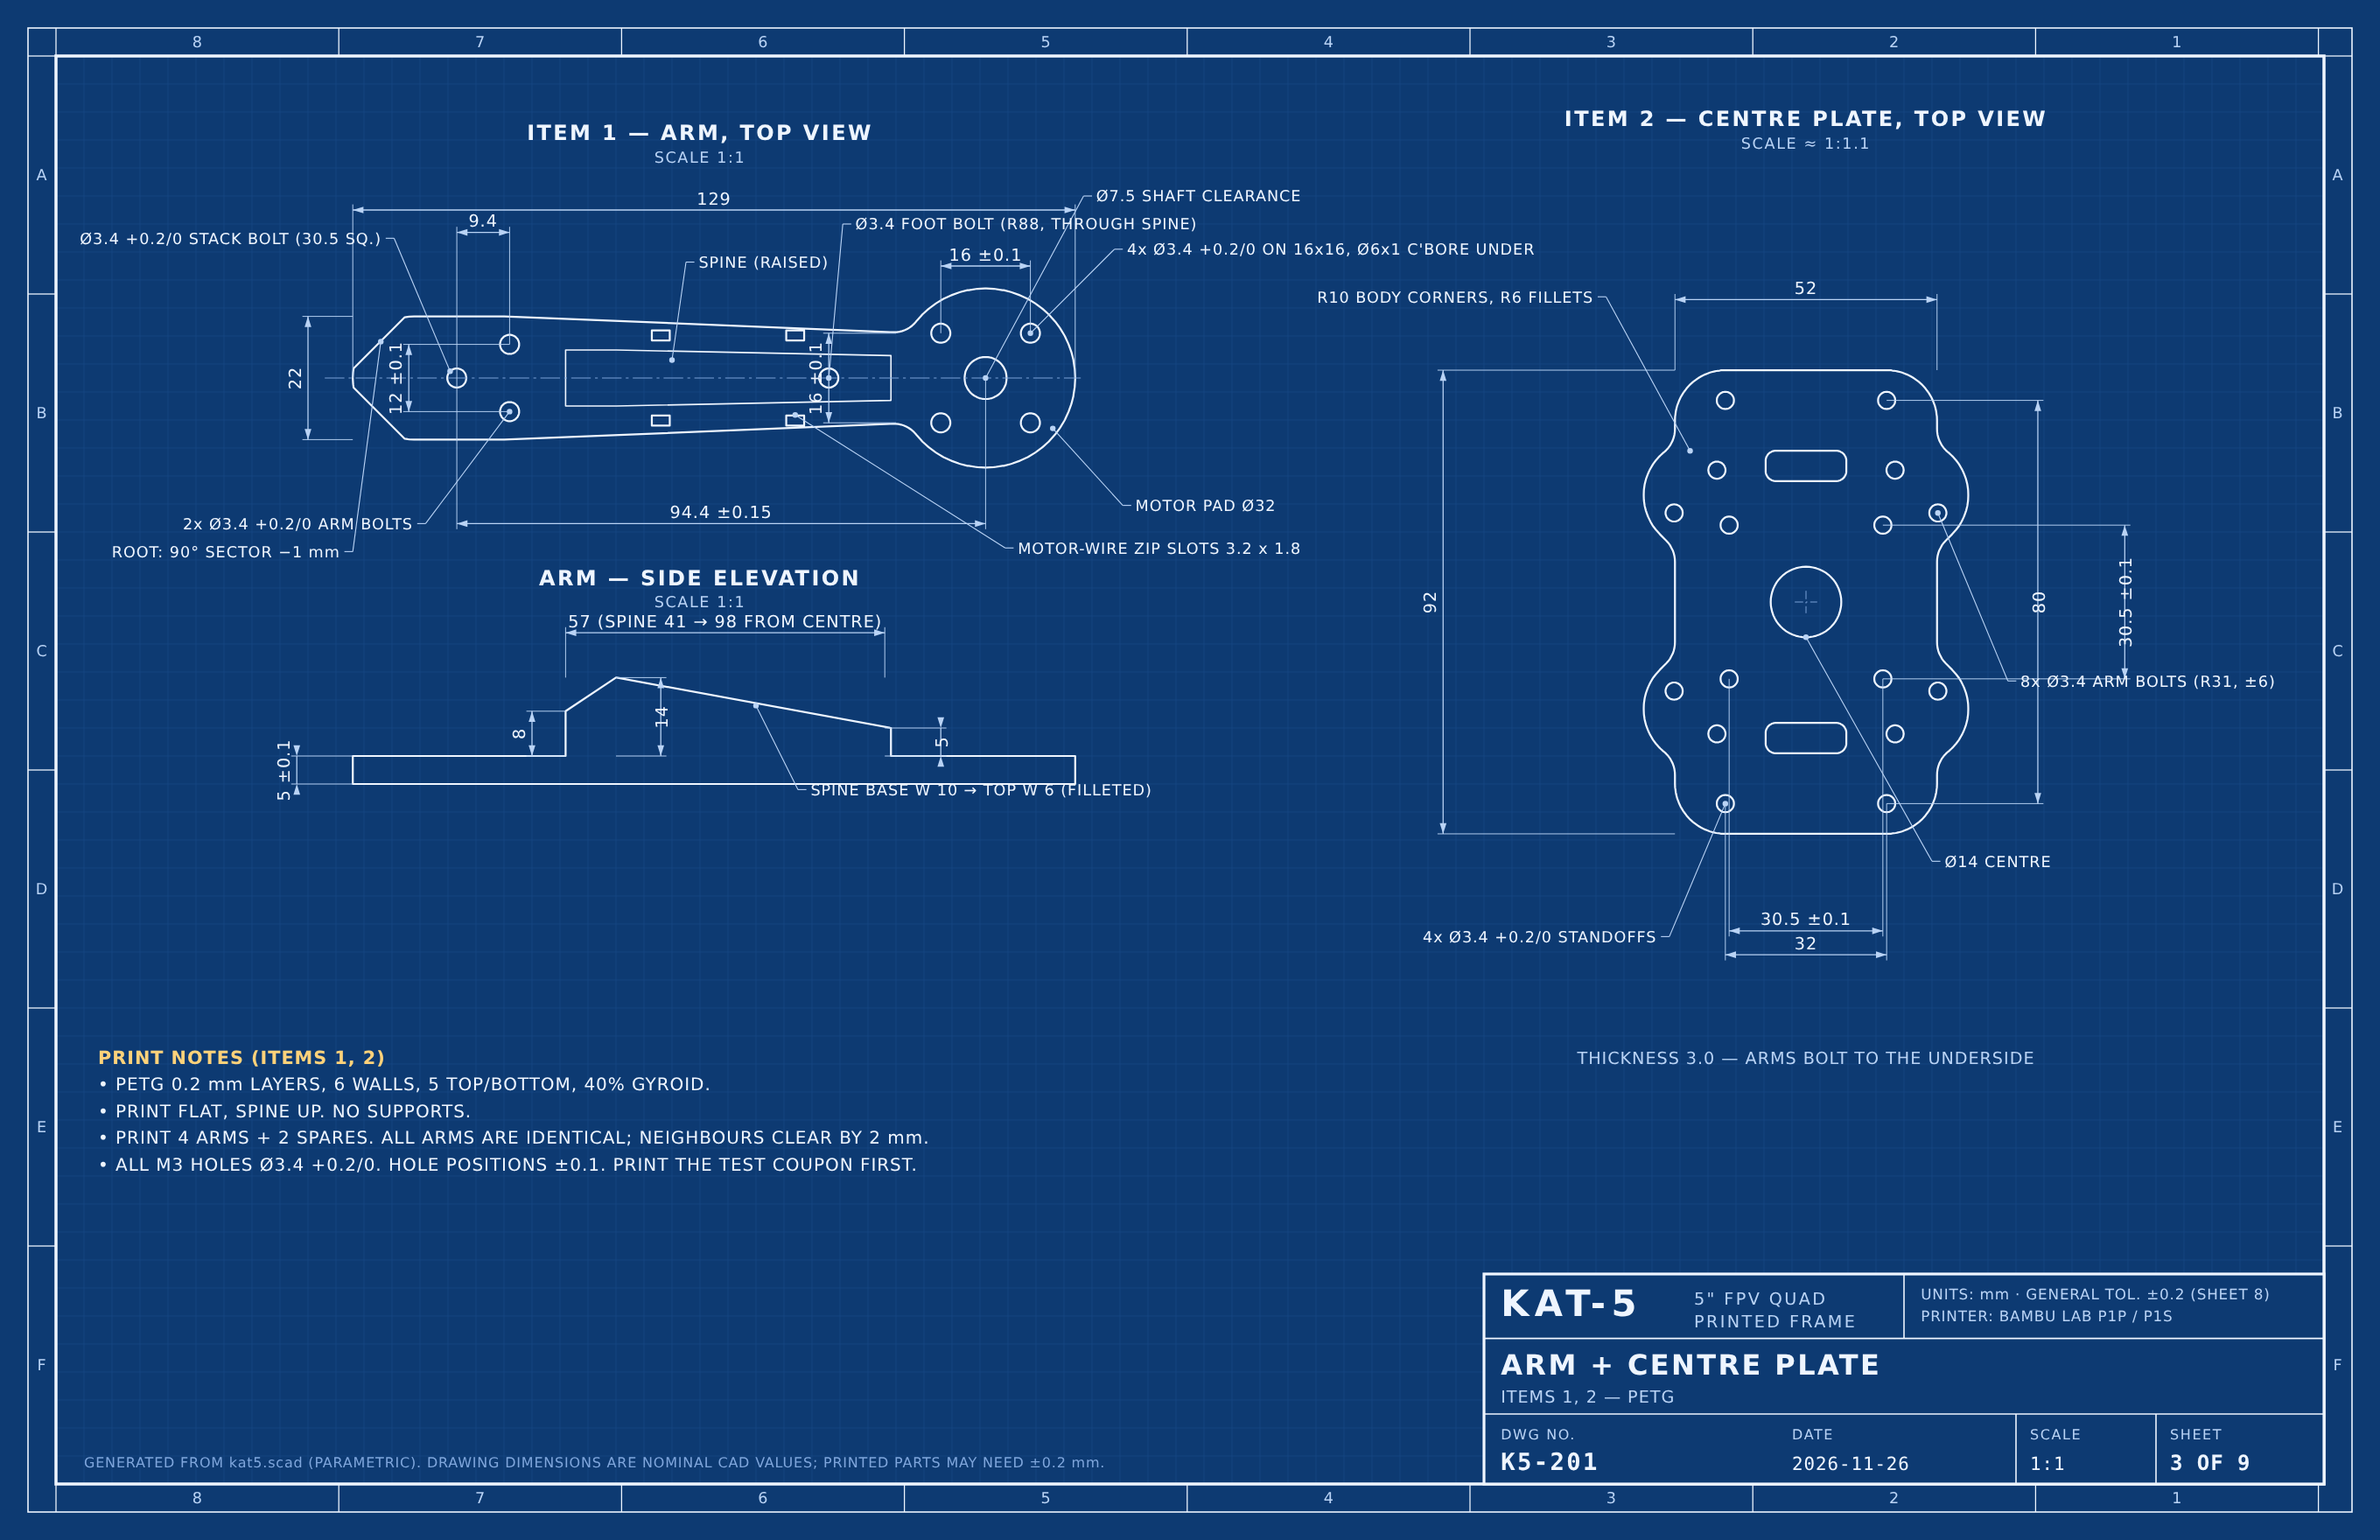 8 7 6 5 4 3 2 1
A
B
C
D
E
F
ITEM 1 — ARM, TOP VIEW
SCALE 1:1
129
9.4
Ø3.4 +0.2/0 STACK BOLT (30.5 SQ.)
Ø7.5 SHAFT CLEARANCE
Ø3.4 FOOT BOLT (R88, THROUGH SPINE)
4x Ø3.4 +0.2/0 ON 16x16, Ø6x1 C'BORE UNDER
16 ±0.1
SPINE (RAISED)
22
12 ±0.1
16 ±0.1
94.4 ±0.15
MOTOR PAD Ø32
2x Ø3.4 +0.2/0 ARM BOLTS
ROOT: 90° SECTOR −1 mm
MOTOR-WIRE ZIP SLOTS 3.2 x 1.8
ARM — SIDE ELEVATION
SCALE 1:1
57 (SPINE 41 → 98 FROM CENTRE)
8
14
5
5 ±0.1
SPINE BASE W 10 → TOP W 6 (FILLETED)
ITEM 2 — CENTRE PLATE, TOP VIEW
SCALE ≈ 1:1.1
52
R10 BODY CORNERS, R6 FILLETS
92
80
30.5 ±0.1
8x Ø3.4 ARM BOLTS (R31, ±6)
Ø14 CENTRE
4x Ø3.4 +0.2/0 STANDOFFS
30.5 ±0.1
32
THICKNESS 3.0 — ARMS BOLT TO THE UNDERSIDE
PRINT NOTES (ITEMS 1, 2)
• PETG 0.2 mm LAYERS, 6 WALLS, 5 TOP/BOTTOM, 40% GYROID.
• PRINT FLAT, SPINE UP. NO SUPPORTS.
• PRINT 4 ARMS + 2 SPARES. ALL ARMS ARE IDENTICAL; NEIGHBOURS CLEAR BY 2 mm.
• ALL M3 HOLES Ø3.4 +0.2/0. HOLE POSITIONS ±0.1. PRINT THE TEST COUPON FIRST.
KAT-5
5" FPV QUAD
PRINTED FRAME
UNITS: mm · GENERAL TOL. ±0.2 (SHEET 8)
PRINTER: BAMBU LAB P1P / P1S
ARM + CENTRE PLATE
ITEMS 1, 2 — PETG
DWG NO.
K5-201
DATE
2026-11-26
SCALE
1:1
SHEET
3 OF 9
GENERATED FROM kat5.scad (PARAMETRIC). DRAWING DIMENSIONS ARE NOMINAL CAD VALUES; PRINTED PARTS MAY NEED ±0.2 mm.
A
B
C
D
E
F
8 7 6 5 4 3 2 1